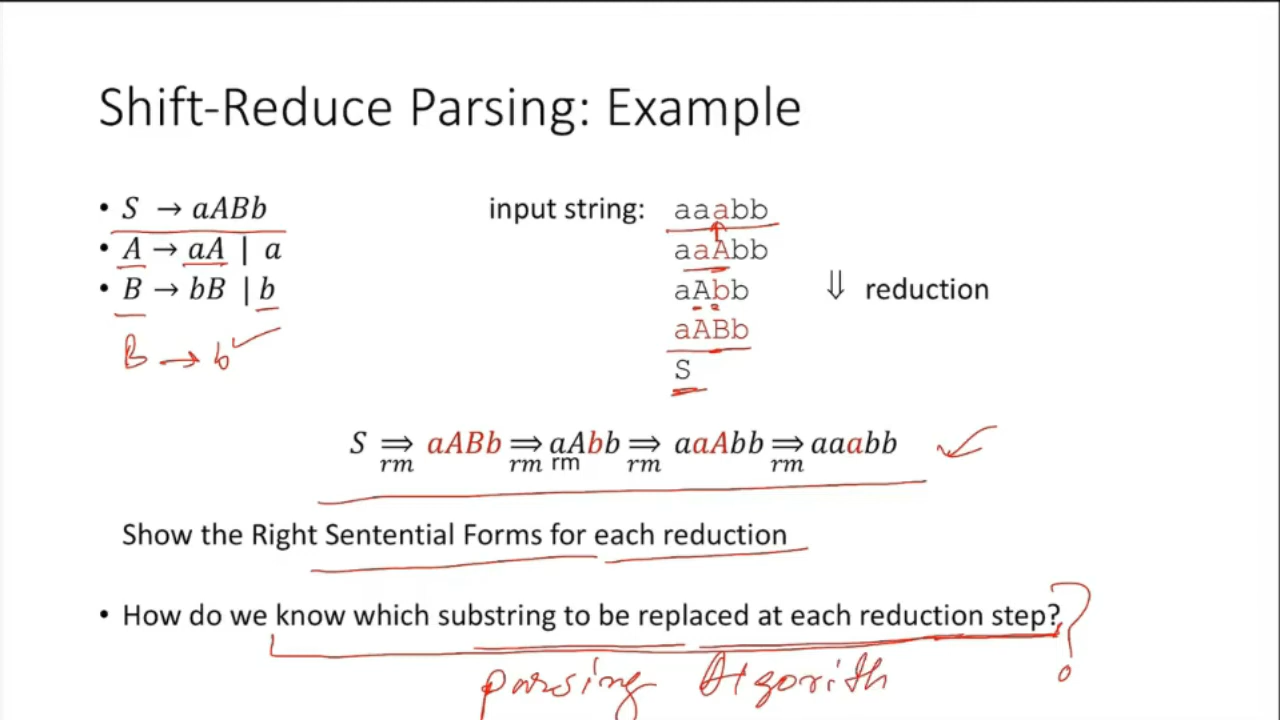 Shift-Reduce Parsing: Example
• S → aABb
• A → aA | a
• B → bB | b
B → b
input string: aaabb
aaAbb
aAbb
aABb
S
⇓ reduction
S ⇒ aABb ⇒ aAbb ⇒ aaAbb ⇒ aaabb
rm rm rm rm rm
Show the Right Sentential Forms for each reduction
• How do we know which substring to be replaced at each reduction step?
?
parsing Algorith